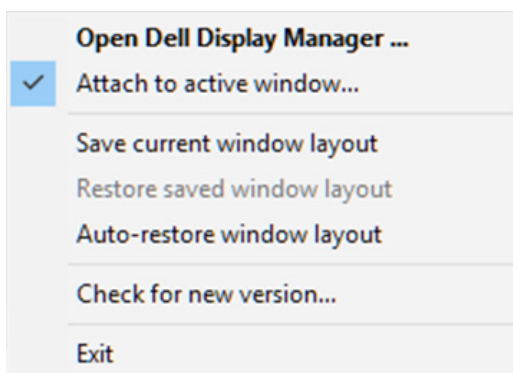 Open Dell Display Manager ...
Attach to active window...
Save current window layout
Restore saved window layout
Auto-restore window layout
Check for new version...
Exit